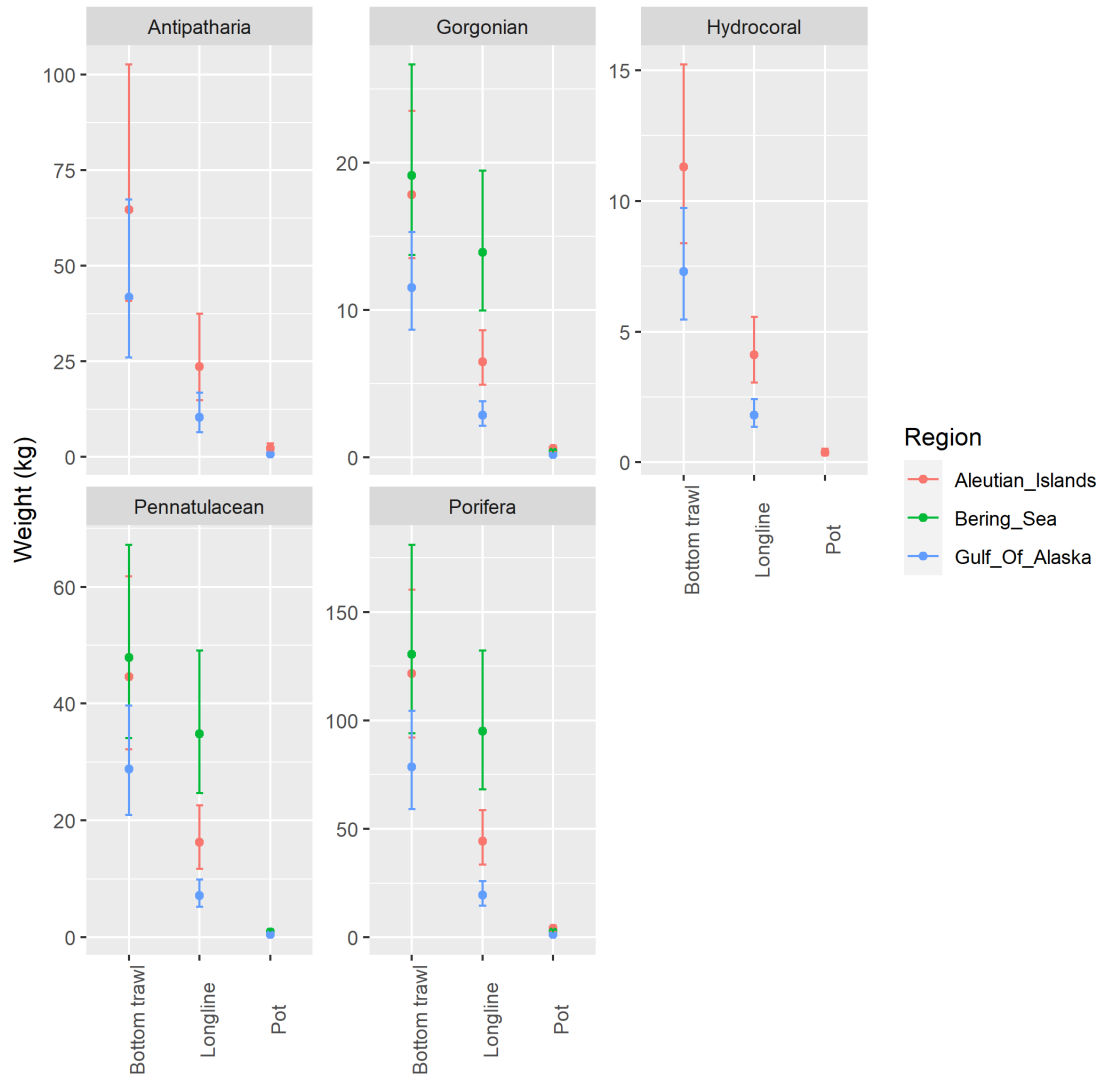 Antipatharia
Gorgonian
Hydrocoral
100
75
50
25
0
20
10
0
15
10
5
0
Weight (kg)
Bottom trawl
Longline
Pot
Pennatulacean
Porifera
60
40
20
0
150
100
50
0
Bottom trawl
Longline
Pot
Bottom trawl
Longline
Pot
Region
Aleutian_Islands
Bering_Sea
Gulf_Of_Alaska